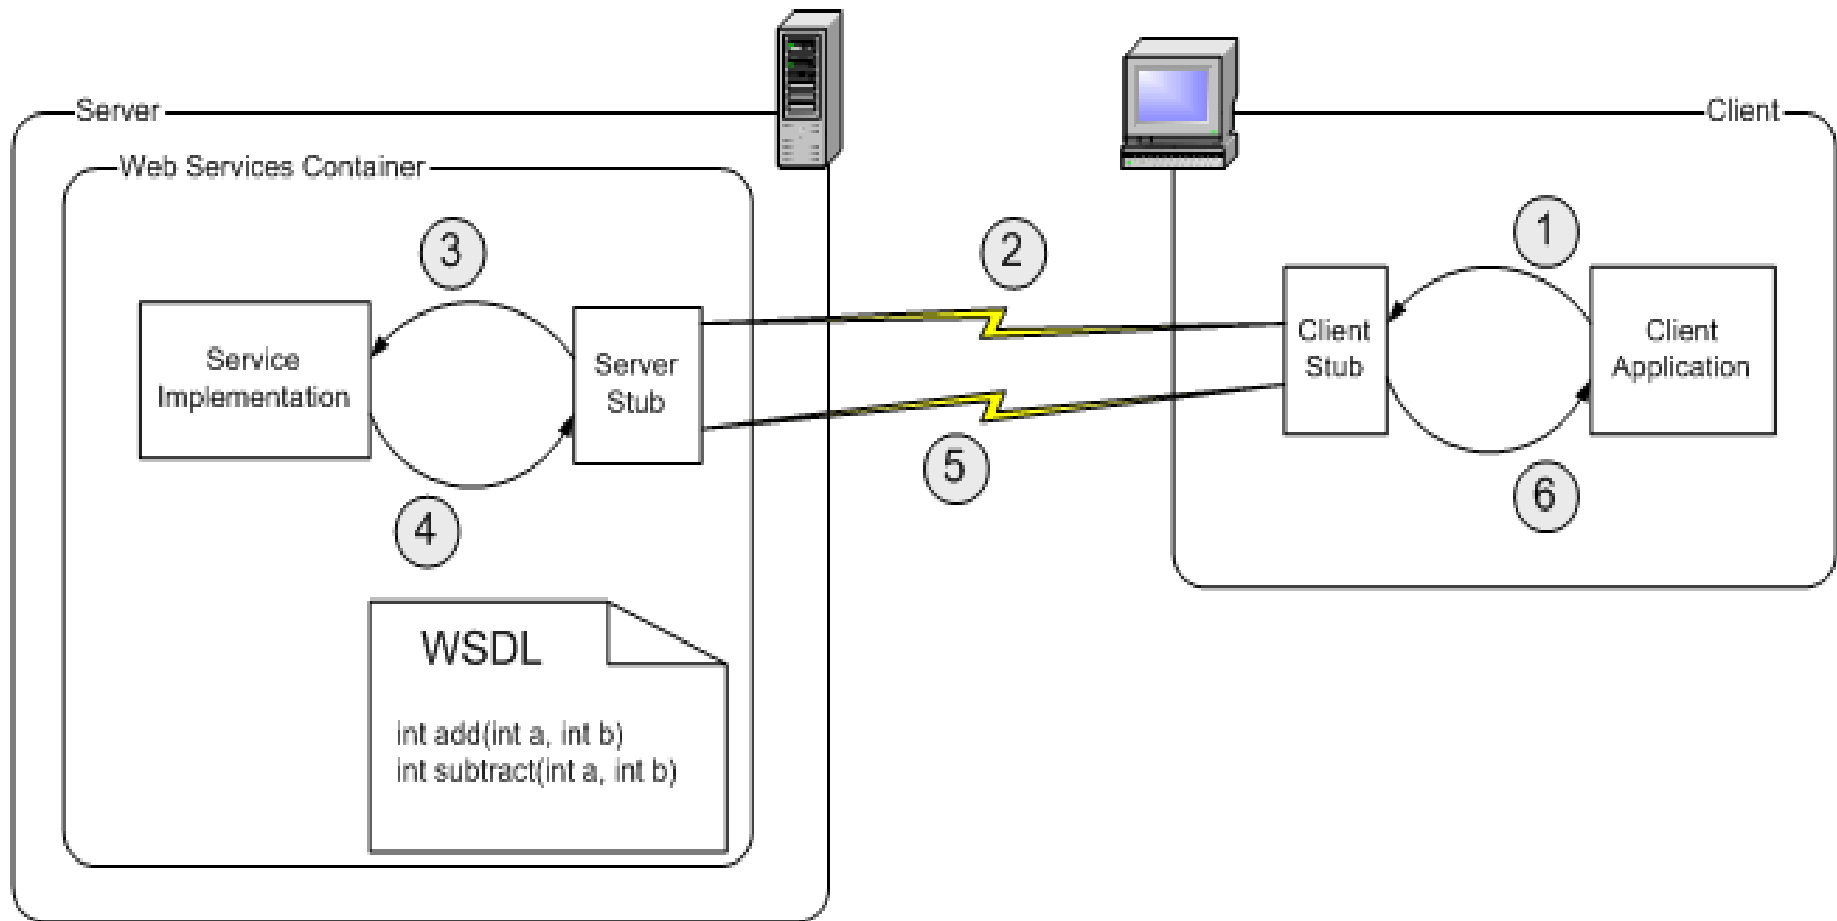 Server
Client
Web Services Container
3
2
1
Service
Implementation
Server
Stub
Client
Stub
Client
Application
4
5
6
WSDL
int add(int a, int b)
int subtract(int a, int b)